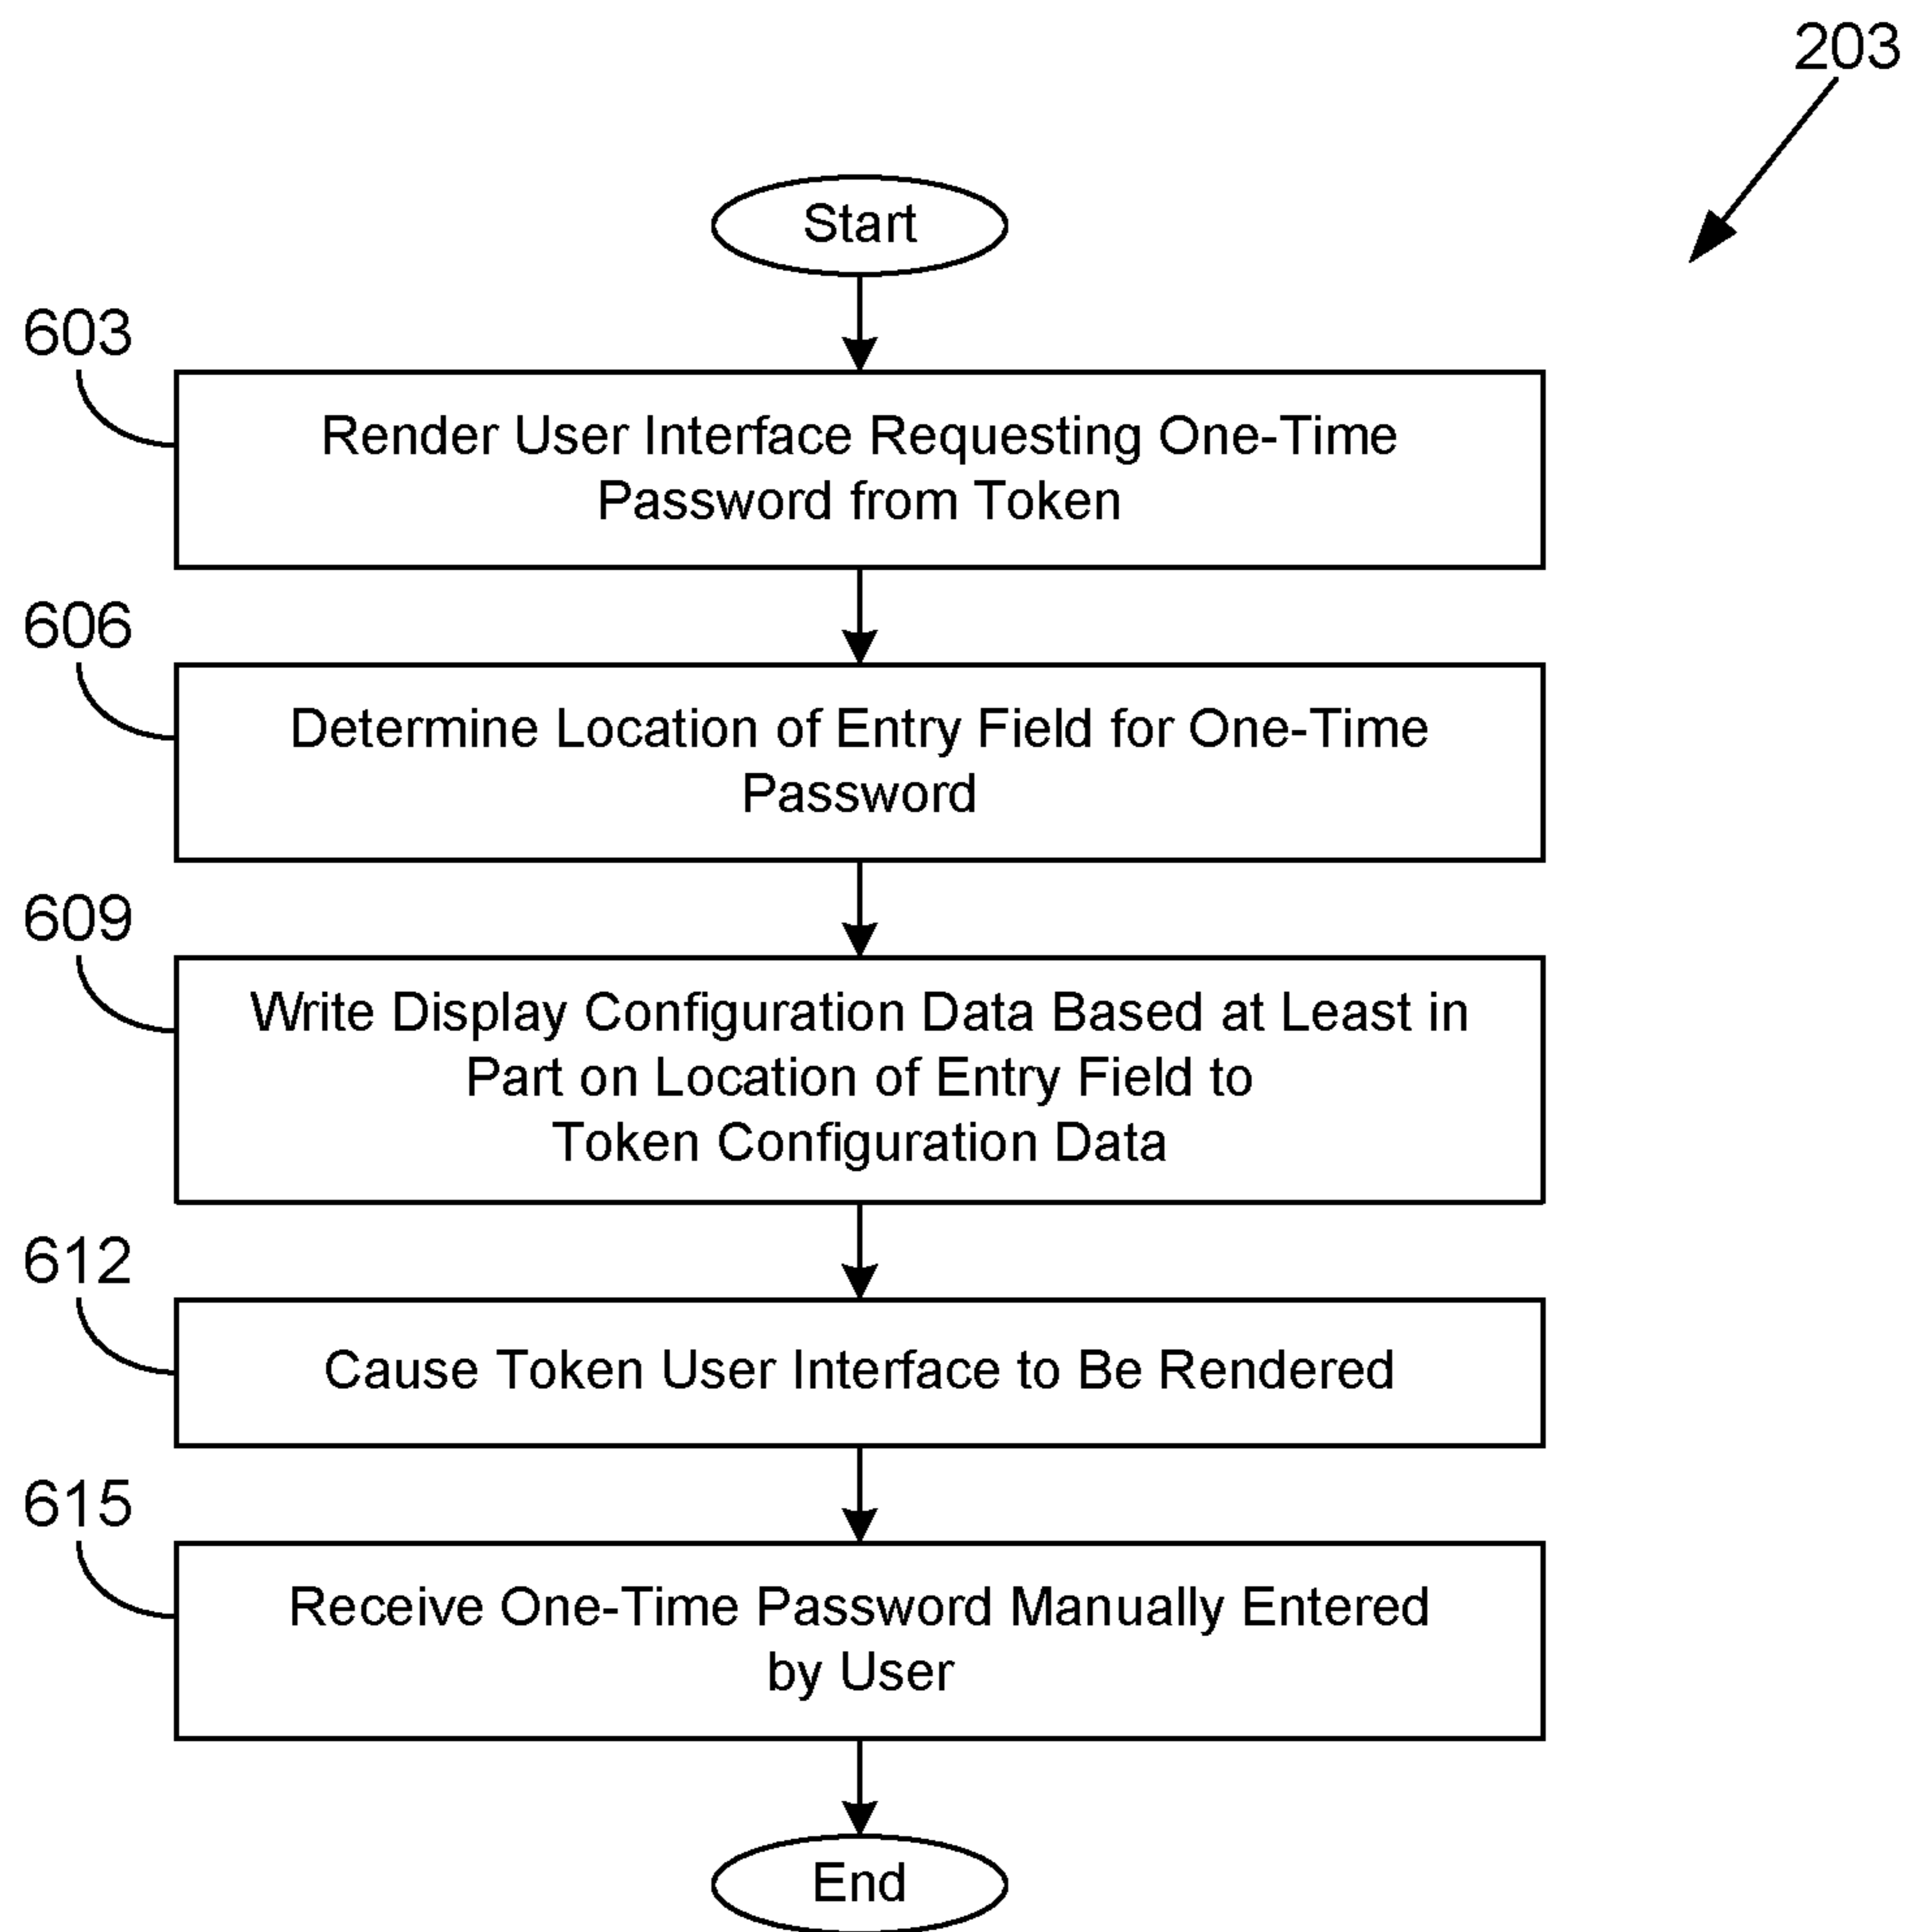 203
Start
603
Render User Interface Requesting One-Time
Password from Token
606
Determine Location of Entry Field for One-Time
Password
609
Write Display Configuration Data Based at Least in
Part on Location of Entry Field to
Token Configuration Data
612
Cause Token User Interface to Be Rendered
615
Receive One-Time Password Manually Entered
by User
End